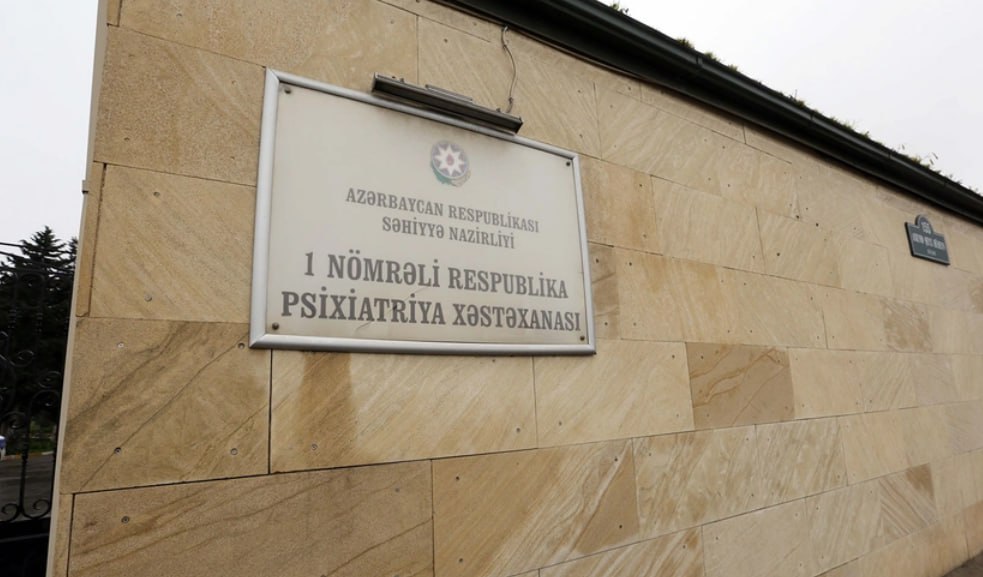 AZƏRBAYCAN RESPUBLİKASI
SƏHİYYƏ NAZİRLİYİ
1 NÖMRƏLİ RESPUBLİKA
PSİXİATRİYA XƏSTƏXANASI